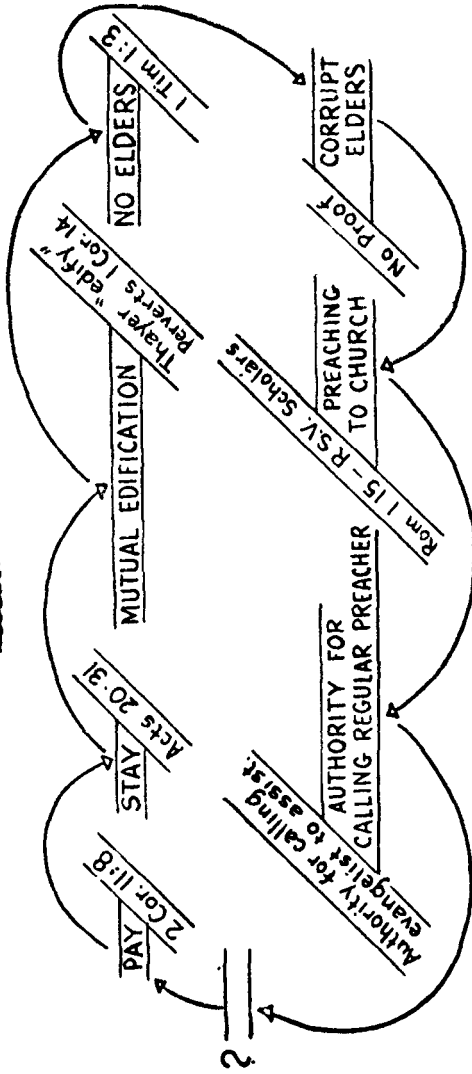 ?
PAY
2 Cor. 11:8
STAY
Acts 20:31
MUTUAL EDIFICATION
Thayer "edify"
Perverts 1 Cor. 14
NO ELDERS
1 Tim 1:3
CORRUPT
ELDERS
No Proof
PREACHING
TO CHURCH
Rom 1 15 – R S.V. Scholars
AUTHORITY FOR
CALLING REGULAR PREACHER
Authority for calling
evangelist to assist.